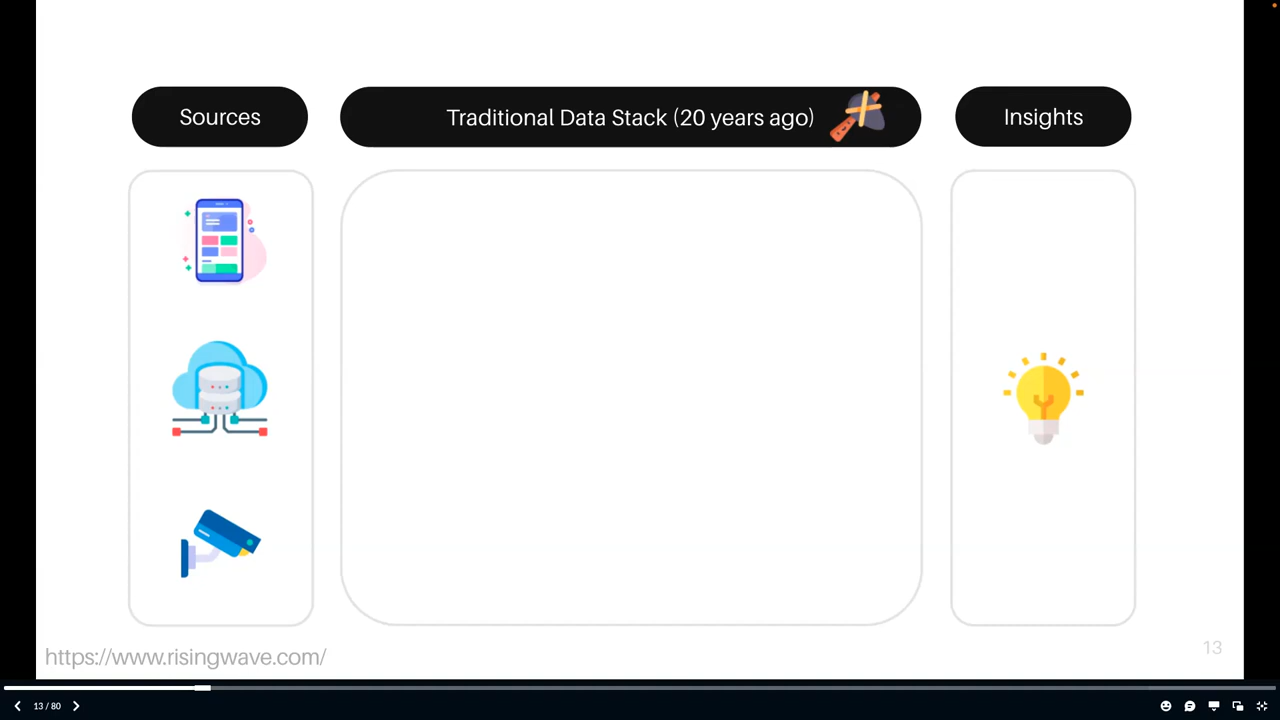 Sources
Traditional Data Stack (20 years ago)
Insights
https://www.risingwave.com/
13
13 / 80